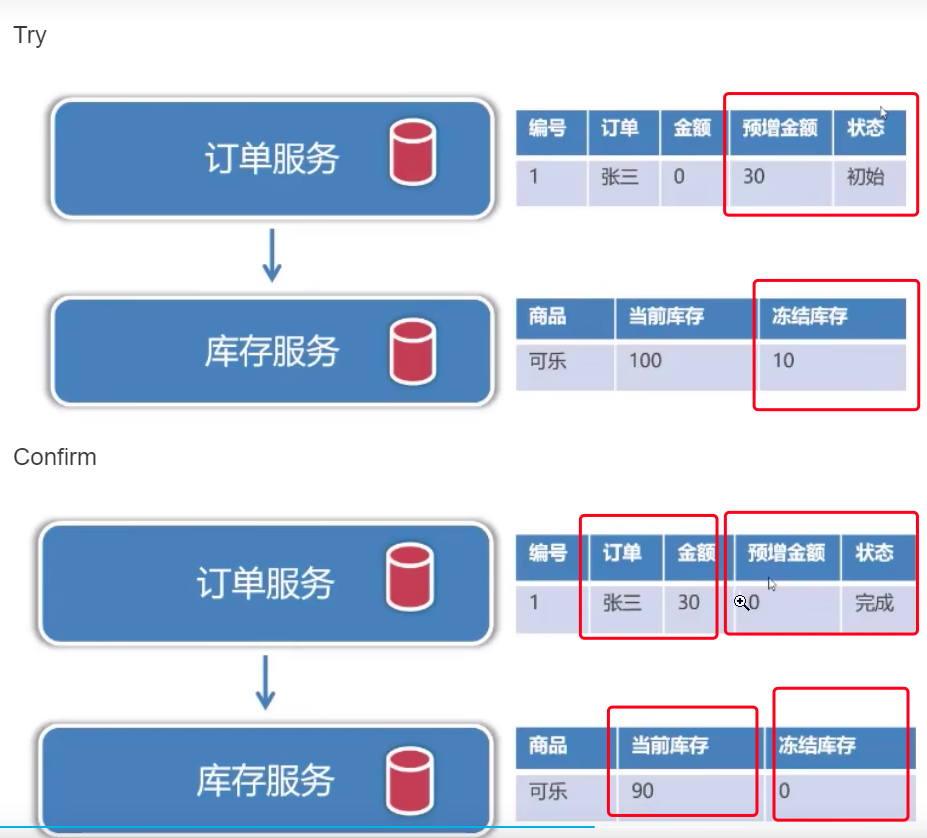 Try
订单服务
编号 订单 金额 预增金额 状态
1 张三 0 30 初始
库存服务
商品 当前库存 冻结库存
可乐 100 10
Confirm
订单服务
编号 订单 金额 预增金额 状态
1 张三 30 0 完成
库存服务
商品 当前库存 冻结库存
可乐 90 0